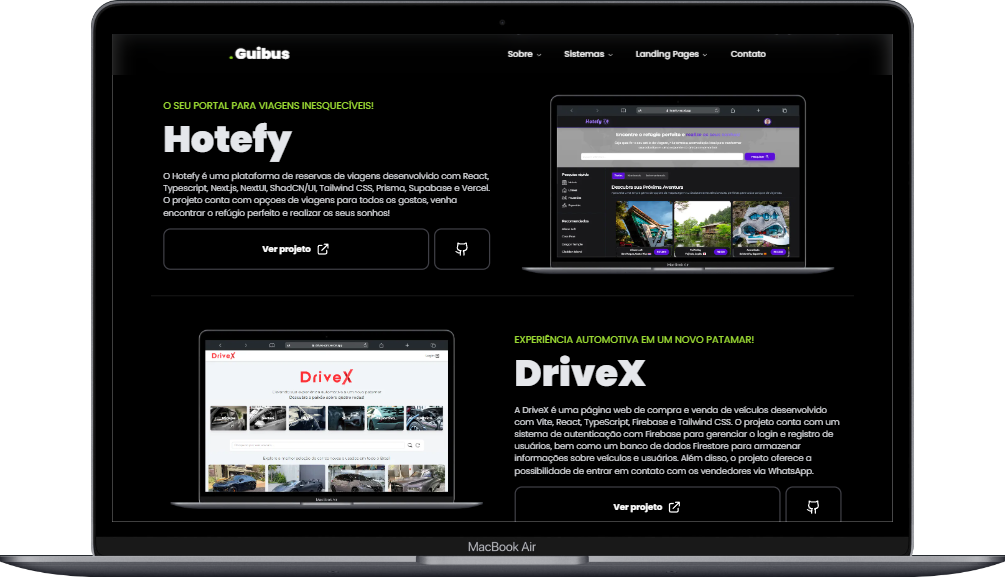 .Guibus
Sobre
Sistemas
Landing Pages
Contato
O SEU PORTAL PARA VIAGENS INESQUECÍVEIS!
Hotefy
O Hotefy é uma plataforma de reservas de viagens desenvolvido com React,
Typescript, Next.js, NextUI, ShadCN/UI, Tailwind CSS, Prisma, Supabase e Vercel.
O projeto conta com opçoes de viagens para todos os gostos, venha
encontrar o refúgio perfeito e realizar os seus sonhos!
Ver projeto
Hotefy
Encontre o refúgio perfeito e
Descubra sua Próxima Aventura
MacBook Air
DriveX
DriveX
MacBook Air
EXPERIÊNCIA AUTOMOTIVA EM UM NOVO PATAMAR!
DriveX
A DriveX é uma página web de compra e venda de veículos desenvolvido
com Vite, React, TypeScript, Firebase e Tailwind CSS. O projeto conta com um
sistema de autenticação com Firebase para gerenciar o login e registro de
usuários, bem como um banco de dados Firestore para armazenar
informações sobre veículos e usuários. Além disso, o projeto oferece a
possibilidade de entrar em contato com os vendedores via WhatsApp.
Ver projeto
MacBook Air